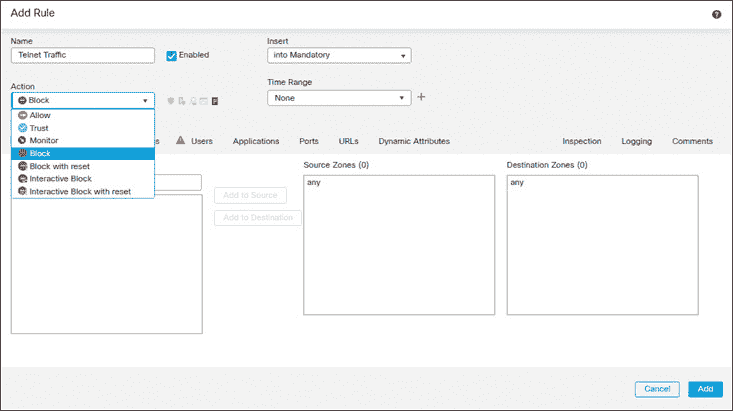 Add Rule
Name
Insert
Telnet Traffic
Enabled
into Mandatory
Action
Time Range
Block
None
Allow
Trust
Monitor
Block
Block with reset
Interactive Block
Interactive Block with reset
Users
Applications
Ports
URLs
Dynamic Attributes
Inspection
Logging
Comments
Source Zones (0)
Destination Zones (0)
Add to Source
Add to Destination
any
any
Cancel
Add